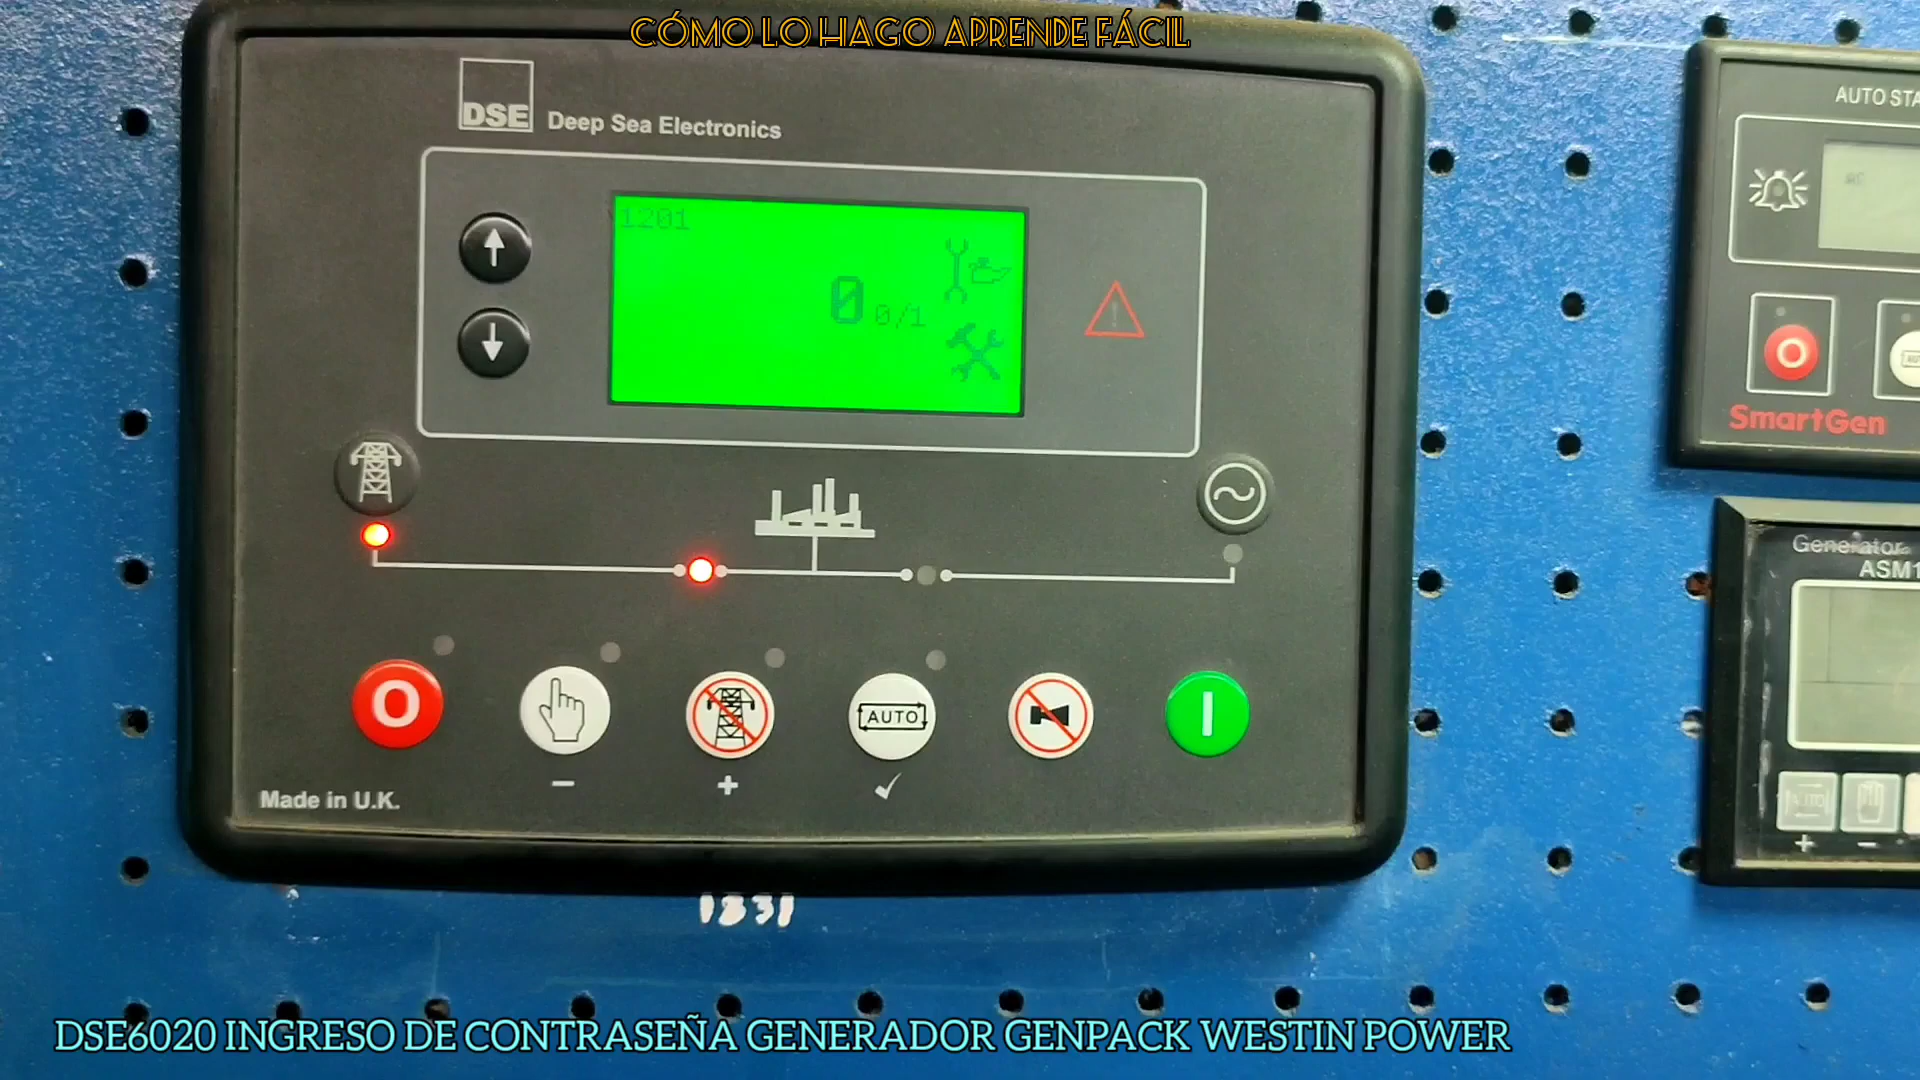 CÓMO LO HAGO APRENDE FÁCIL
DSE Deep Sea Electronics
1201
0 0/1
AUTO
Made in U.K.
1831
AUTO STA
SmartGen
Generator
ASM1
DSE6020 INGRESO DE CONTRASEÑA GENERADOR GENPACK WESTIN POWER